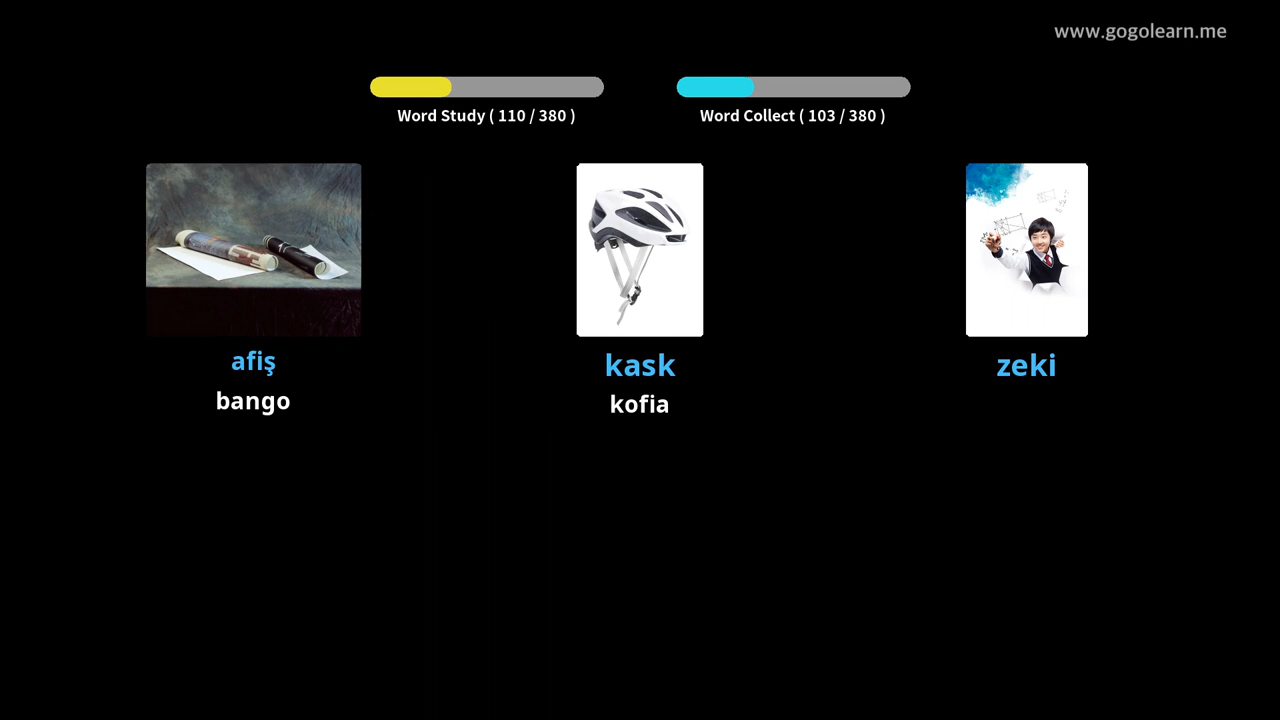 www.gogolearn.me
Word Study ( 110 / 380 )
Word Collect ( 103 / 380 )
afiş
bango
kask
kofia
zeki